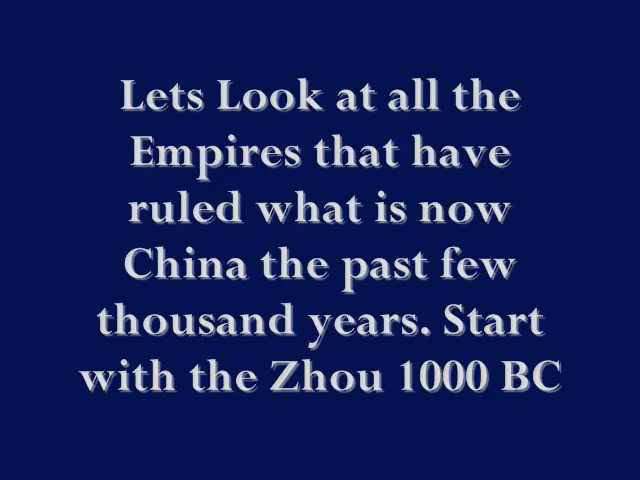 Lets Look at all the
Empires that have
ruled what is now
China the past few
thousand years. Start
with the Zhou 1000 BC